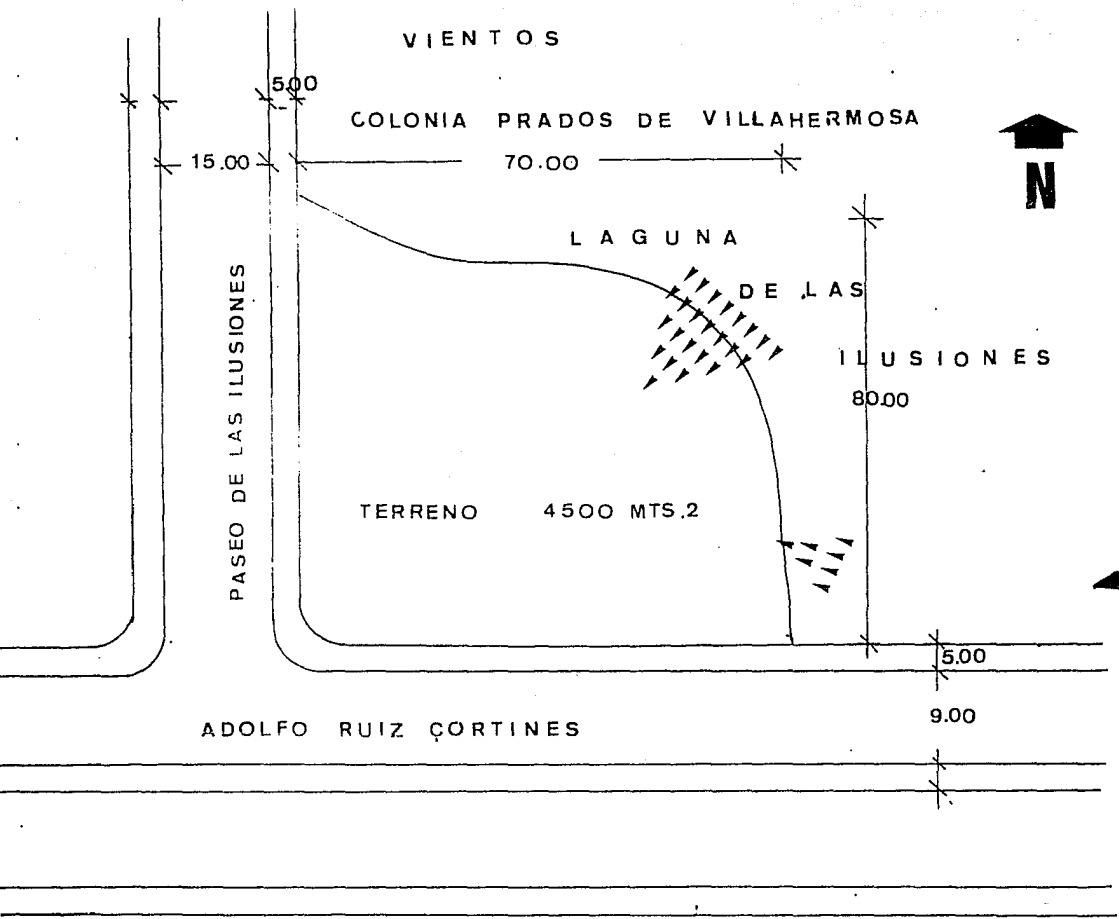 VIENTOS
5.00
COLONIA PRADOS DE VILLAHERMOSA
15.00
70.00
N
LAGUNA
DE LAS
ILUSIONES
80.00
PASEO DE LAS ILUSIONES
TERRENO 4500 MTS.2
5.00
9.00
ADOLFO RUIZ CORTINES